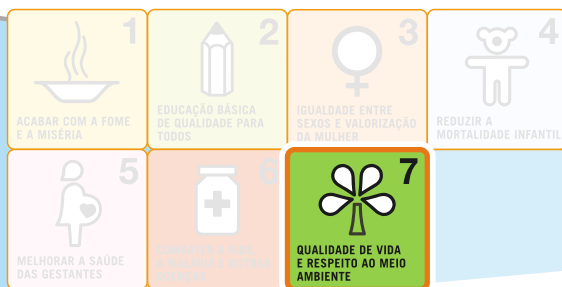 1
ACABAR COM A FOME
E A MISÉRIA
2
EDUCAÇÃO BÁSICA
DE QUALIDADE PARA
TODOS
3
IGUALDADE ENTRE
SEXOS E VALORIZAÇÃO
DA MULHER
4
REDUZIR A
MORTALIDADE INFANTIL
5
MELHORAR A SAÚDE
DAS GESTANTES
6
7
QUALIDADE DE VIDA
E RESPEITO AO MEIO
AMBIENTE